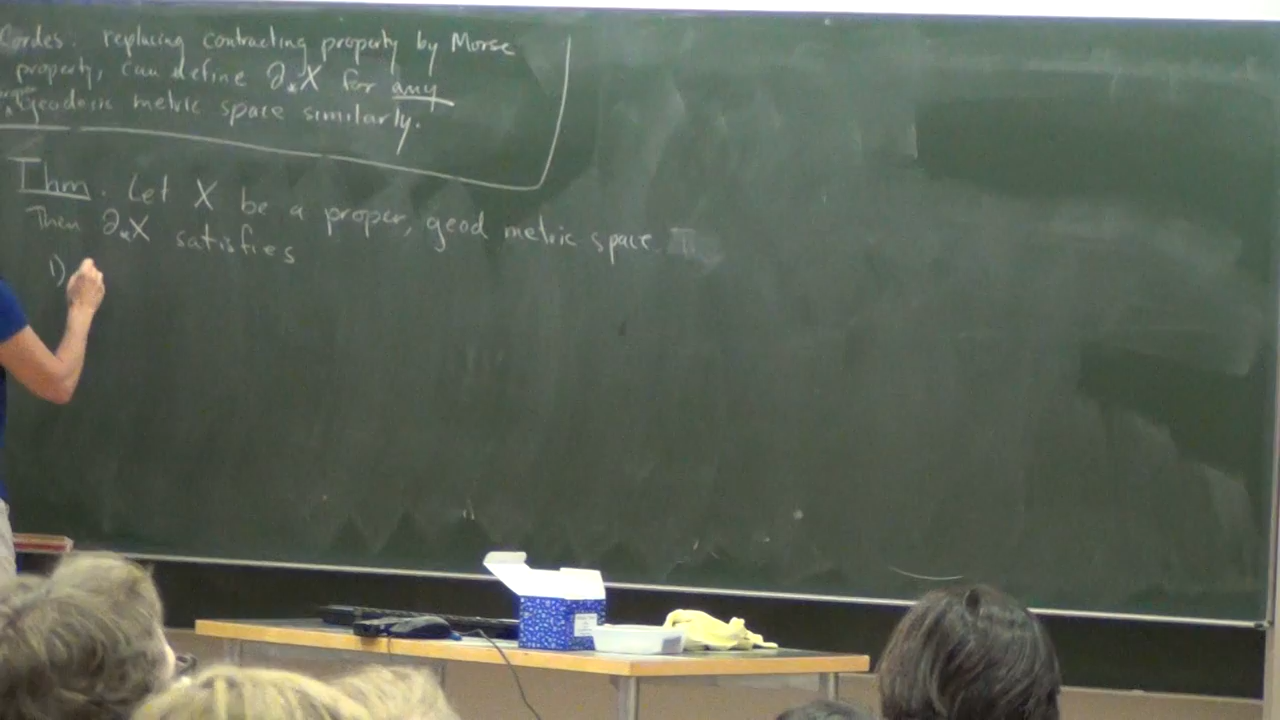 Cordes: replacing contracting property by Morse
property, can define ∂*X for any
proper geodesic metric space similarly.
Thm. Let X be a proper, geod metric space.
Then ∂*X satisfies
1)